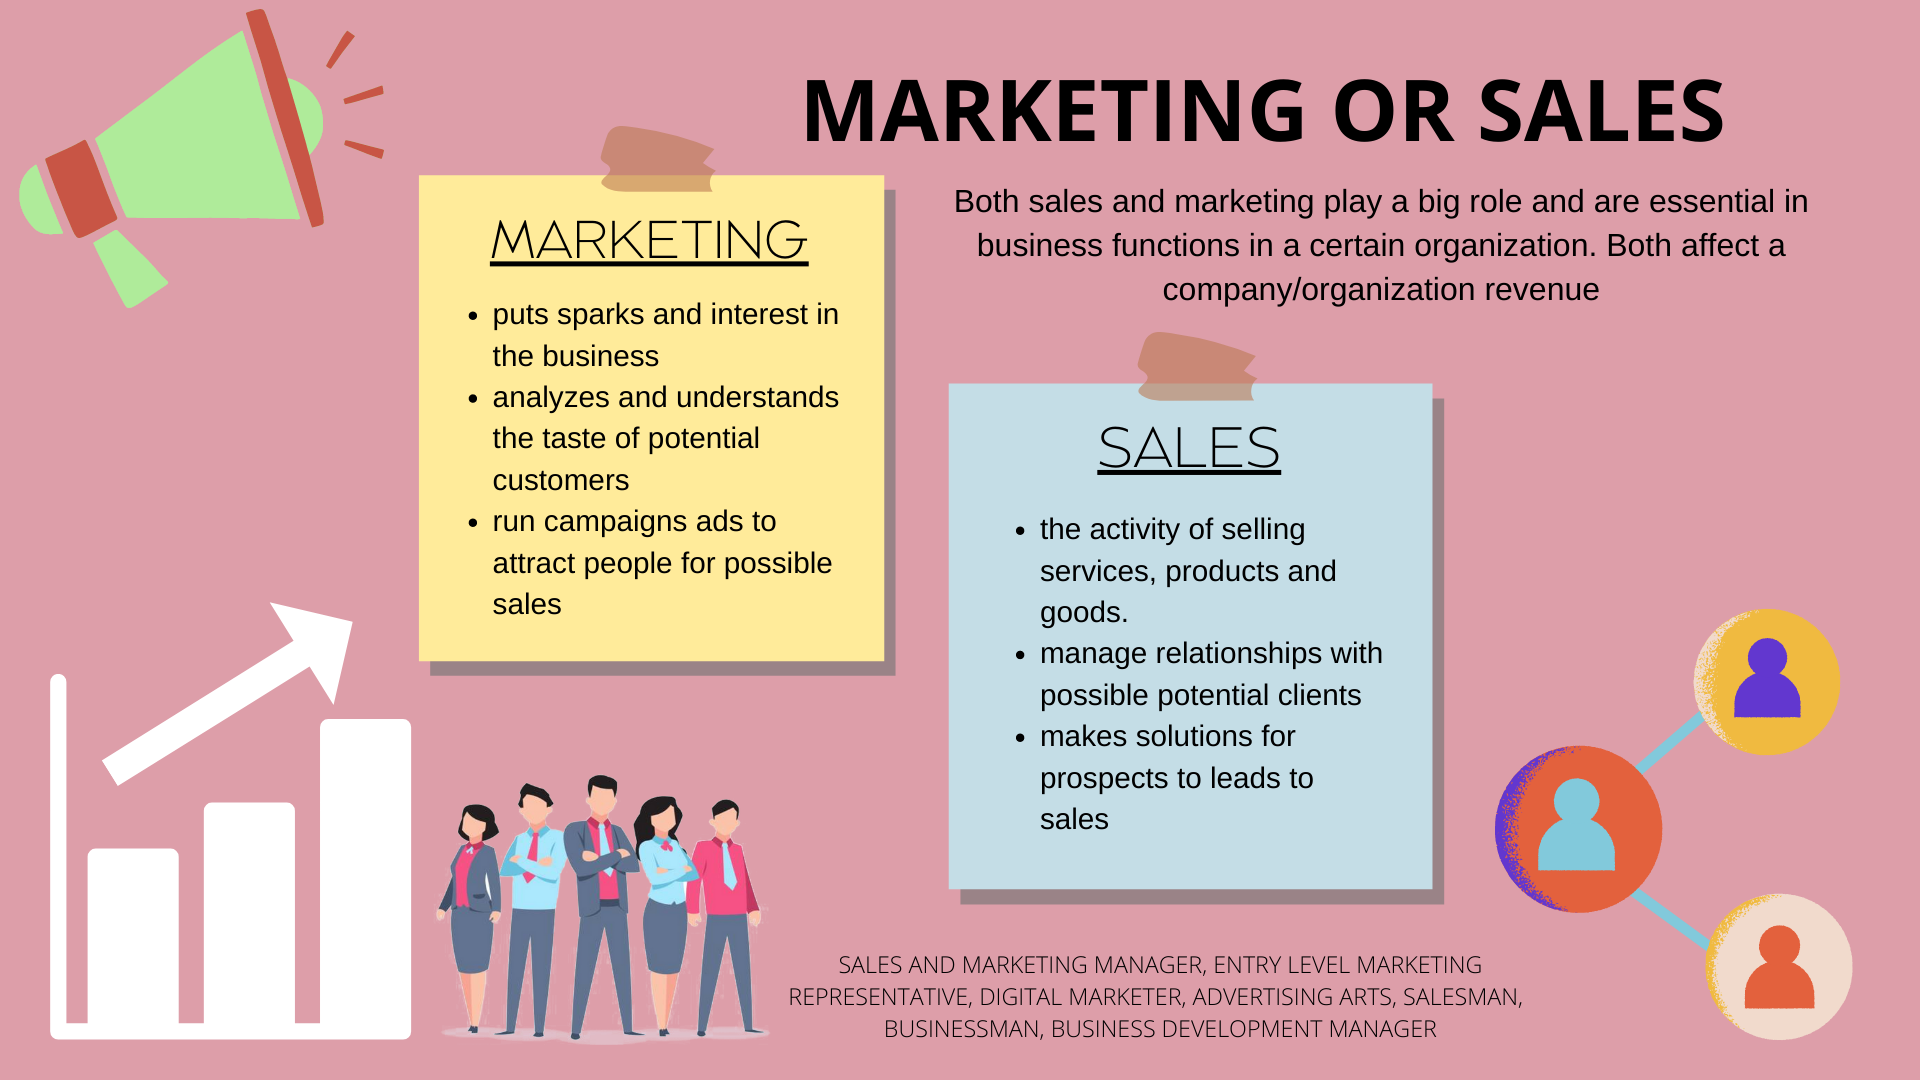 MARKETING OR SALES
Both sales and marketing play a big role and are essential in
business functions in a certain organization. Both affect a
company/organization revenue
MARKETING
• puts sparks and interest in
the business
• analyzes and understands
the taste of potential
customers
• run campaigns ads to
attract people for possible
sales
SALES
• the activity of selling
services, products and
goods.
• manage relationships with
possible potential clients
• makes solutions for
prospects to leads to
sales
SALES AND MARKETING MANAGER, ENTRY LEVEL MARKETING
REPRESENTATIVE, DIGITAL MARKETER, ADVERTISING ARTS, SALESMAN,
BUSINESSMAN, BUSINESS DEVELOPMENT MANAGER